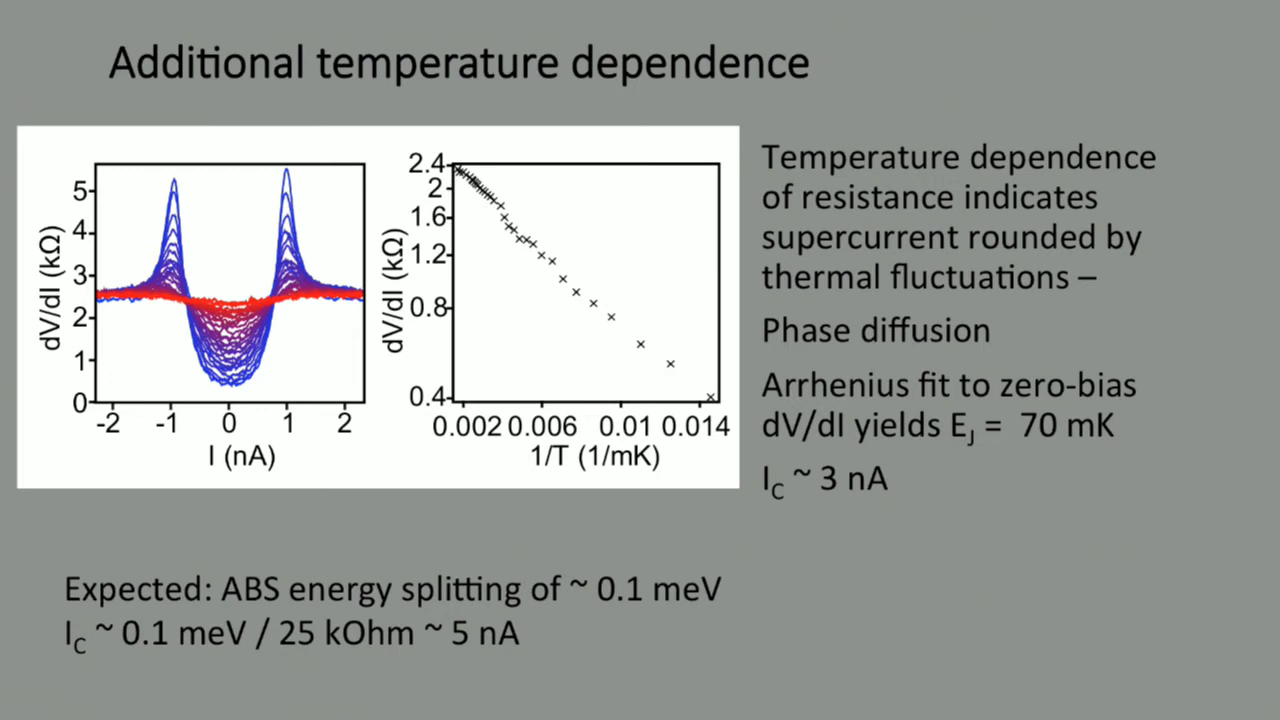 Additional temperature dependence
dV/dI (kΩ)
5
4
3
2
1
0
-2 -1 0 1 2
I (nA)
dV/dI (kΩ)
2.4
2
1.6
1.2
0.8
0.4
0.002 0.006 0.01 0.014
1/T (1/mK)
Temperature dependence
of resistance indicates
supercurrent rounded by
thermal fluctuations –
Phase diffusion
Arrhenius fit to zero-bias
dV/dI yields EJ = 70 mK
IC ~ 3 nA
Expected: ABS energy splitting of ~ 0.1 meV
IC ~ 0.1 meV / 25 kOhm ~ 5 nA